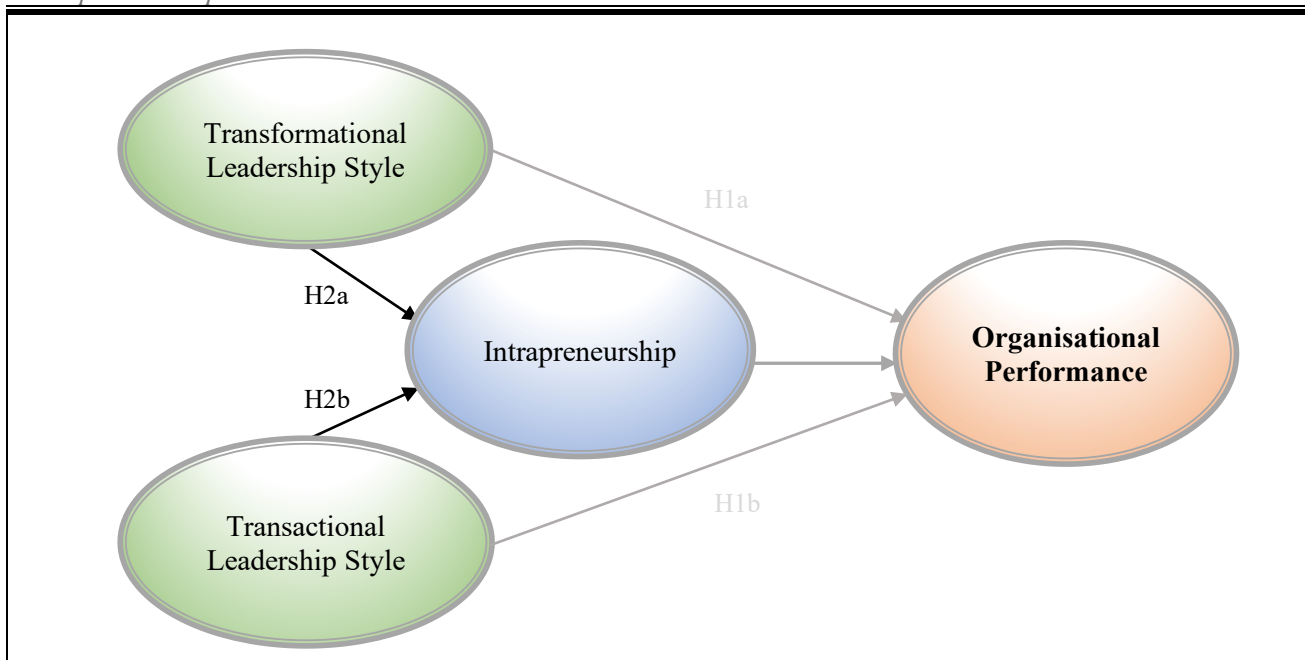 Transformational
Leadership Style
H1a
H2a
Intrapreneurship
Organisational
Performance
H2b
H1b
Transactional
Leadership Style